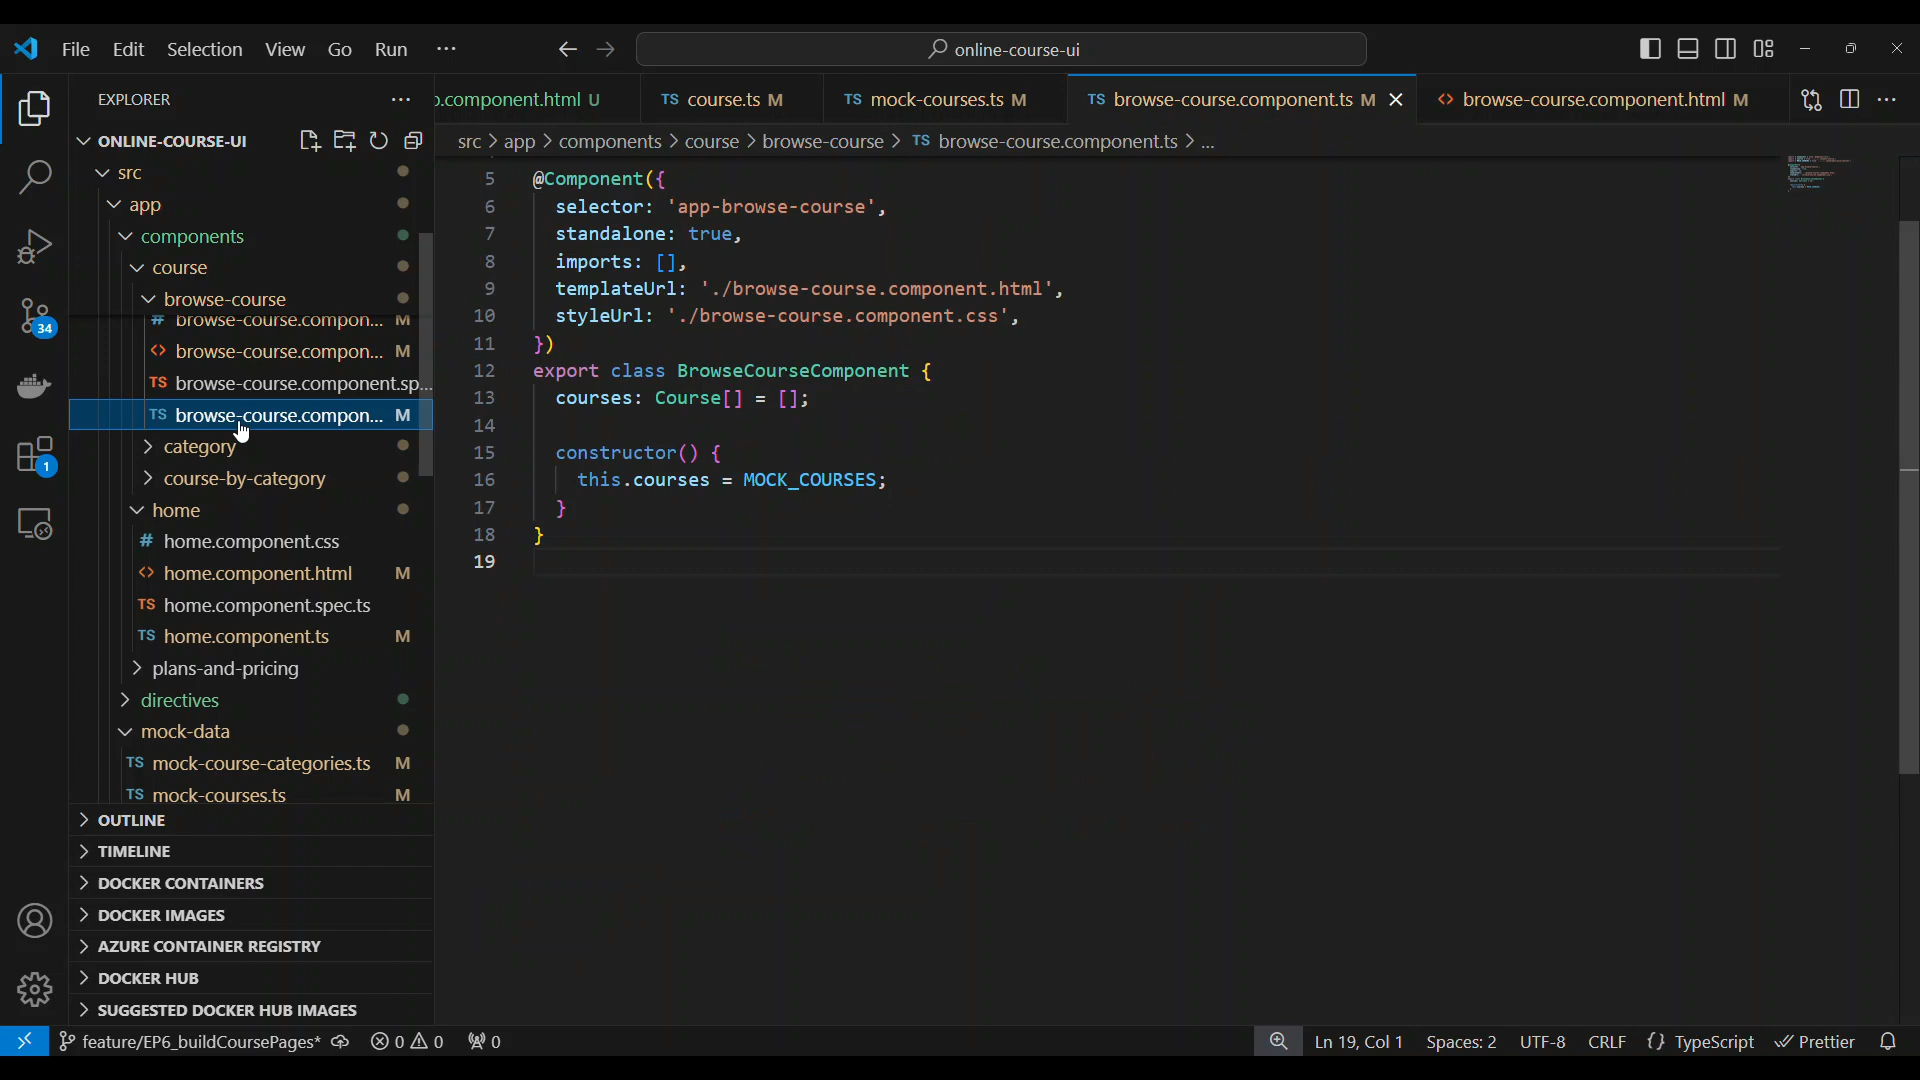 File Edit Selection View Go Run ··· online-course-ui
EXPLORER ···
.component.html U
TS course.ts M
TS mock-courses.ts M
TS browse-course.component.ts M
<> browse-course.component.html M
ONLINE-COURSE-UI
src > app > components > course > browse-course > TS browse-course.component.ts > ...
src
app
components
course
browse-course
# browse-course.compon... M
<> browse-course.compon... M
TS browse-course.component.sp...
TS browse-course.compon... M
category
course-by-category
home
# home.component.css
<> home.component.html M
TS home.component.spec.ts
TS home.component.ts M
plans-and-pricing
directives
mock-data
TS mock-course-categories.ts M
TS mock-courses.ts M
OUTLINE
TIMELINE
DOCKER CONTAINERS
DOCKER IMAGES
AZURE CONTAINER REGISTRY
DOCKER HUB
SUGGESTED DOCKER HUB IMAGES
34
1
5 @Component({
6 selector: 'app-browse-course',
7 standalone: true,
8 imports: [],
9 templateUrl: './browse-course.component.html',
10 styleUrl: './browse-course.component.css',
11 })
12 export class BrowseCourseComponent {
13 courses: Course[] = [];
14
15 constructor() {
16 this.courses = MOCK_COURSES;
17 }
18 }
19
feature/EP6_buildCoursePages* 0 0 0 Ln 19, Col 1 Spaces: 2 UTF-8 CRLF {} TypeScript Prettier